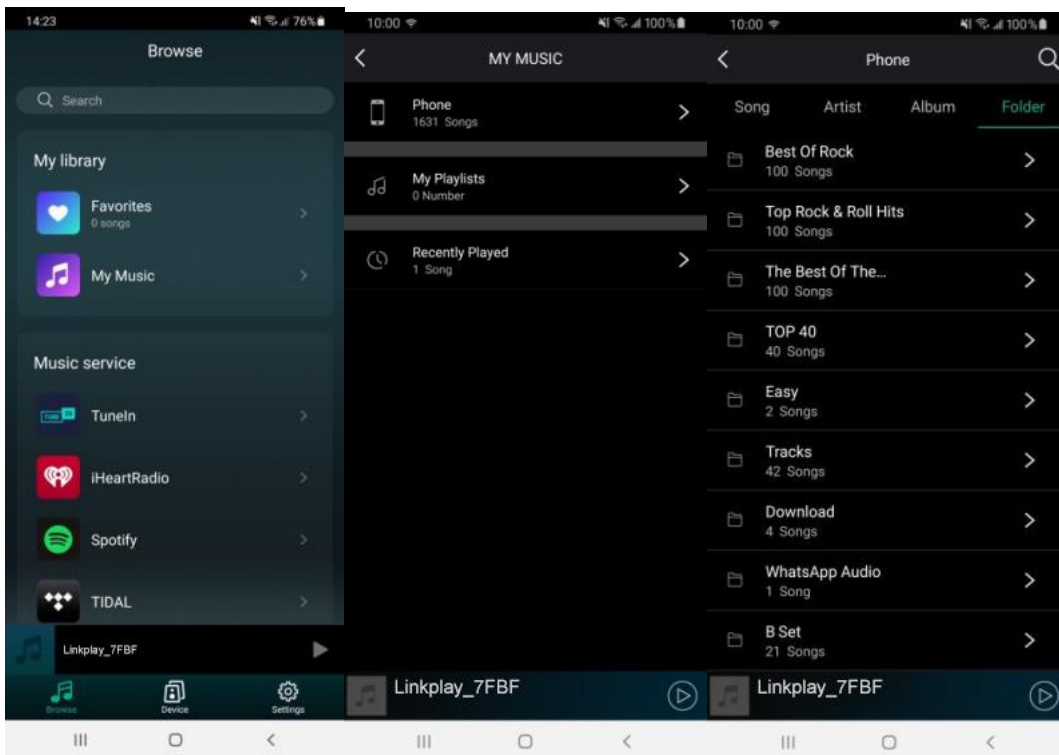 14:23
76%
Browse
Search
My library
Favorites
0 songs
My Music
Music service
TuneIn
iHeartRadio
Spotify
TIDAL
Linkplay_7FBF
Browse
Device
Settings
10:00
100%
MY MUSIC
Phone
1631 Songs
My Playlists
0 Number
Recently Played
1 Song
Linkplay_7FBF
10:00
100%
Phone
Song Artist Album Folder
Best Of Rock
100 Songs
Top Rock & Roll Hits
100 Songs
The Best Of The...
100 Songs
TOP 40
40 Songs
Easy
2 Songs
Tracks
42 Songs
Download
4 Songs
WhatsApp Audio
1 Song
B Set
21 Songs
Linkplay_7FBF